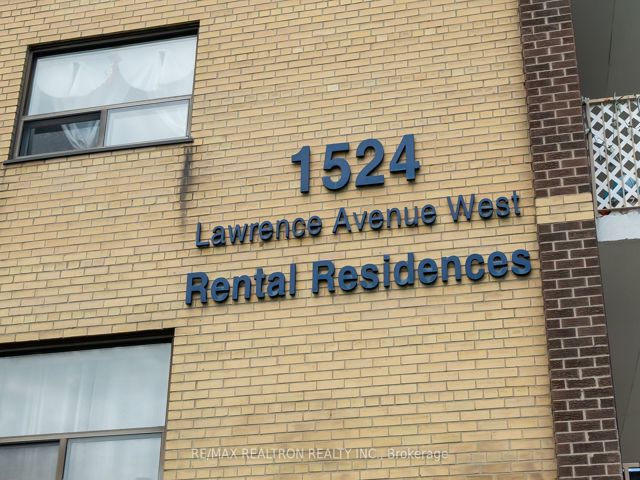 1524
Lawrence Avenue West
Rental Residences
RE/MAX REALTRON REALTY INC., Brokerage